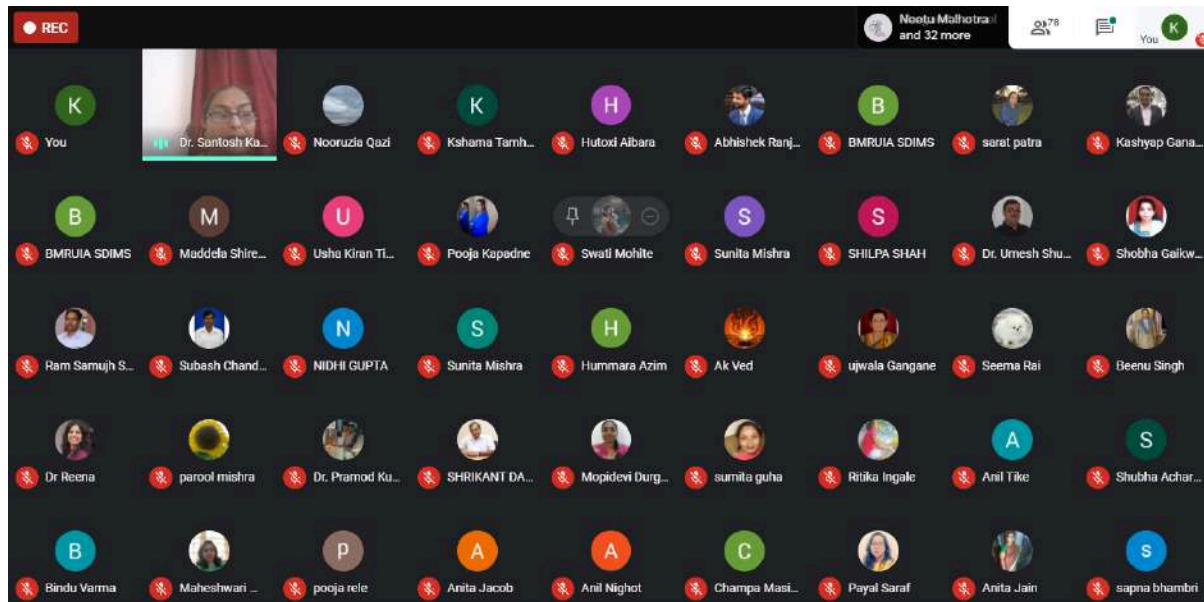 REC
Neetu Malhotra
and 32 more
78
You
K
K
K
H
B
You
Dr. Santosh Ka...
Nooruzia Qazi
Kshama Tamh...
Hutoxi Aibara
Abhishek Ranj...
BMRUIA SDIMS
sarat patra
Kashyap Gana...
B
M
U
S
S
BMRUIA SDIMS
Maddela Shire...
Usha Kiran Ti...
Pooja Kapadne
Swati Mohite
Sunita Mishra
SHILPA SHAH
Dr. Umesh Shu...
Shobha Gaikw...
N
S
H
Ram Samujh S...
Subash Chand...
NIDHI GUPTA
Sunita Mishra
Hummara Azim
Ak Ved
ujwala Gangane
Seema Rai
Beenu Singh
A
S
Dr Reena
parool mishra
Dr. Pramod Ku...
SHRIKANT DA...
Mopidevi Durg...
sumita guha
Ritika Ingale
Anil Tike
Shubha Achar...
B
p
A
A
C
s
Bindu Varma
Maheshwari ...
pooja rele
Anita Jacob
Anil Nighot
Champa Masi...
Payal Saraf
Anita Jain
sapna bhambri